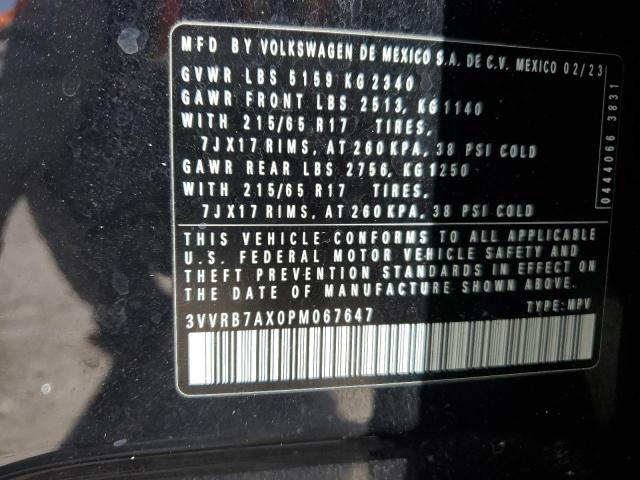 MFD BY VOLKSWAGEN DE MEXICO S.A. DE C.V. MEXICO 02/23
GVWR LBS 5159 KG 2340
GAWR FRONT LBS 2513, KG 1140
WITH 215/65 R17 TIRES,
7JX17 RIMS, AT 260 KPA, 38 PSI COLD
GAWR REAR LBS 2756, KG 1250
WITH 215/65 R17 TIRES,
7JX17 RIMS, AT 260 KPA, 38 PSI COLD
THIS VEHICLE CONFORMS TO ALL APPLICABLE
U.S. FEDERAL MOTOR VEHICLE SAFETY AND
THEFT PREVENTION STANDARDS IN EFFECT ON
THE DATE OF MANUFACTURE SHOWN ABOVE.
3VVRB7AX0PM067647 TYPE:MPV
0444066 3831